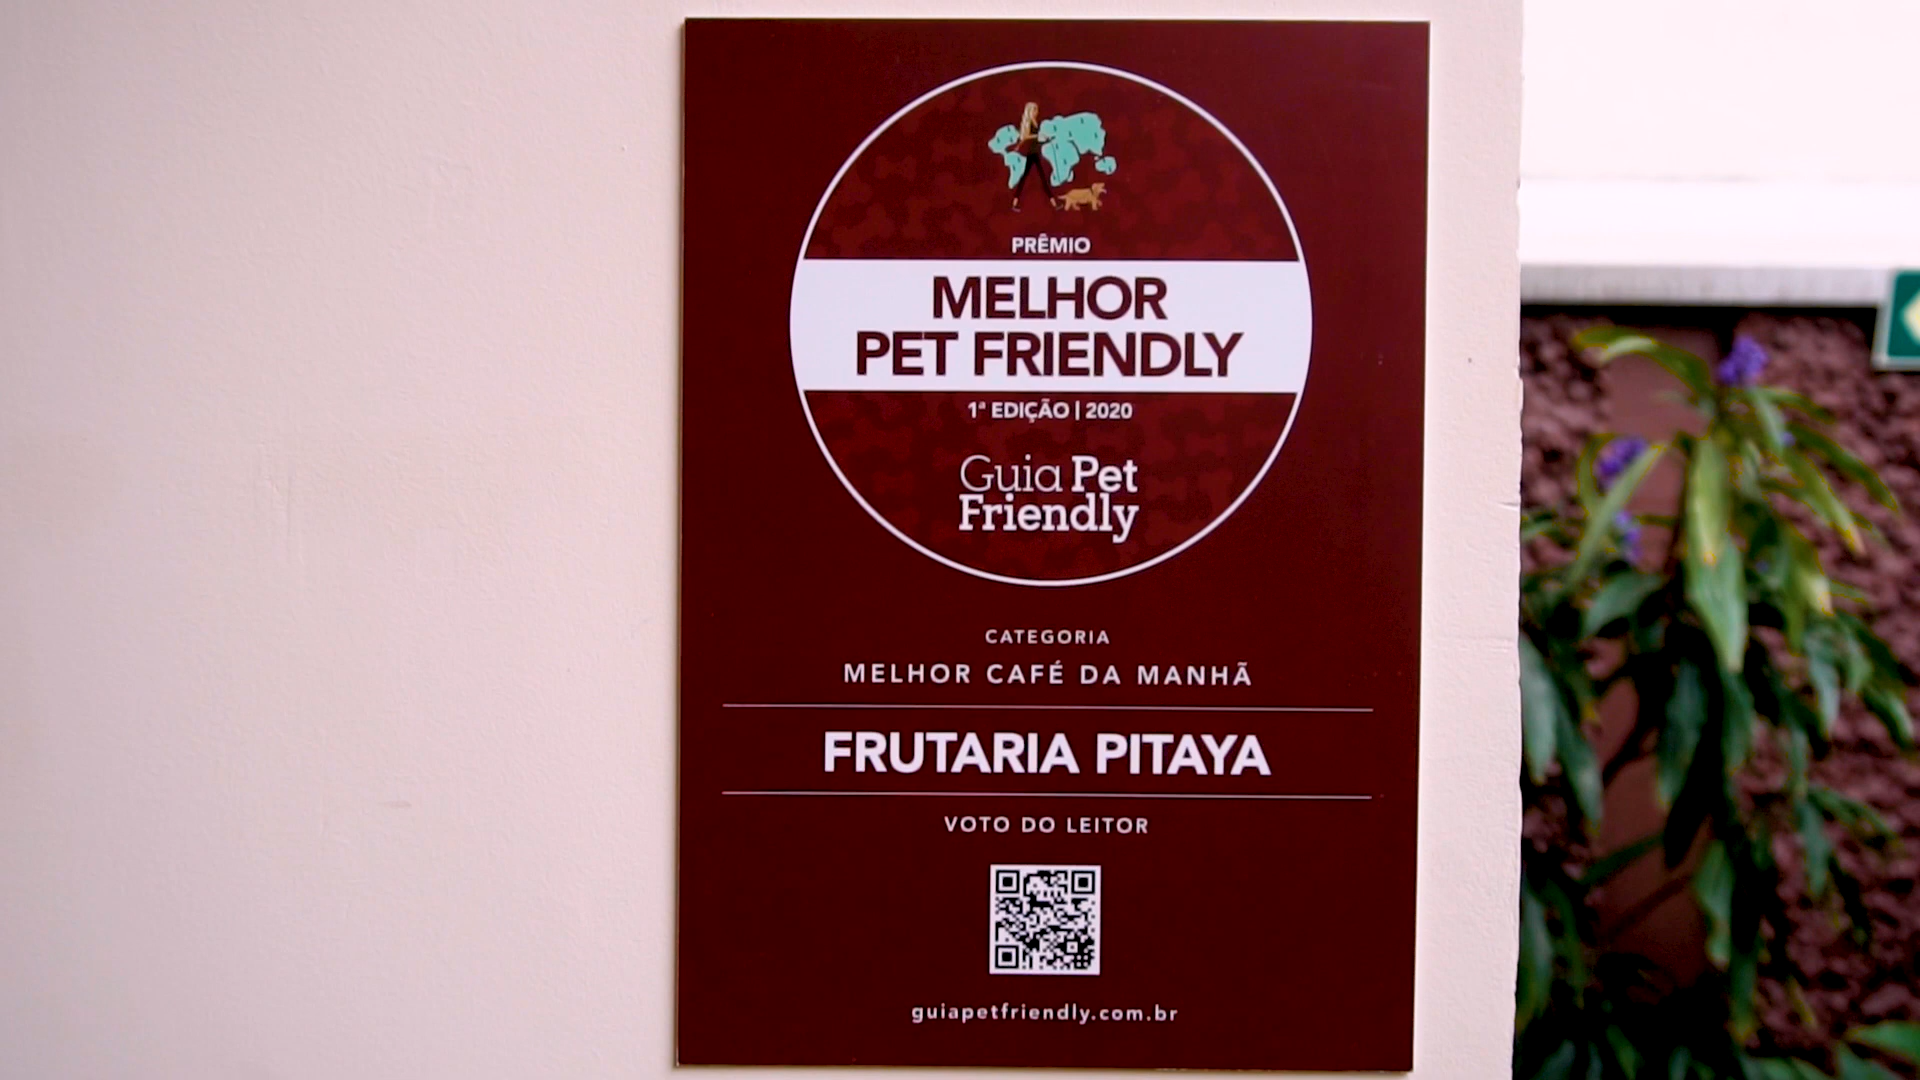 PRÊMIO
MELHOR
PET FRIENDLY
1ª EDIÇÃO | 2020
Guia Pet
Friendly
CATEGORIA
MELHOR CAFÉ DA MANHÃ
FRUTARIA PITAYA
VOTO DO LEITOR
guiapetfriendly.com.br